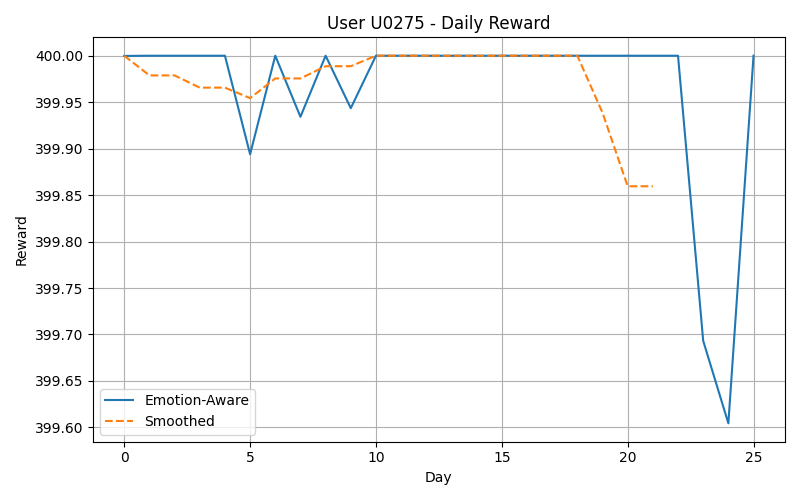 User U0275 - Daily Reward
400.00
399.95
399.90
399.85
399.80
399.75
399.70
399.65
399.60
Reward
Emotion-Aware
Smoothed
0 5 10 15 20 25
Day